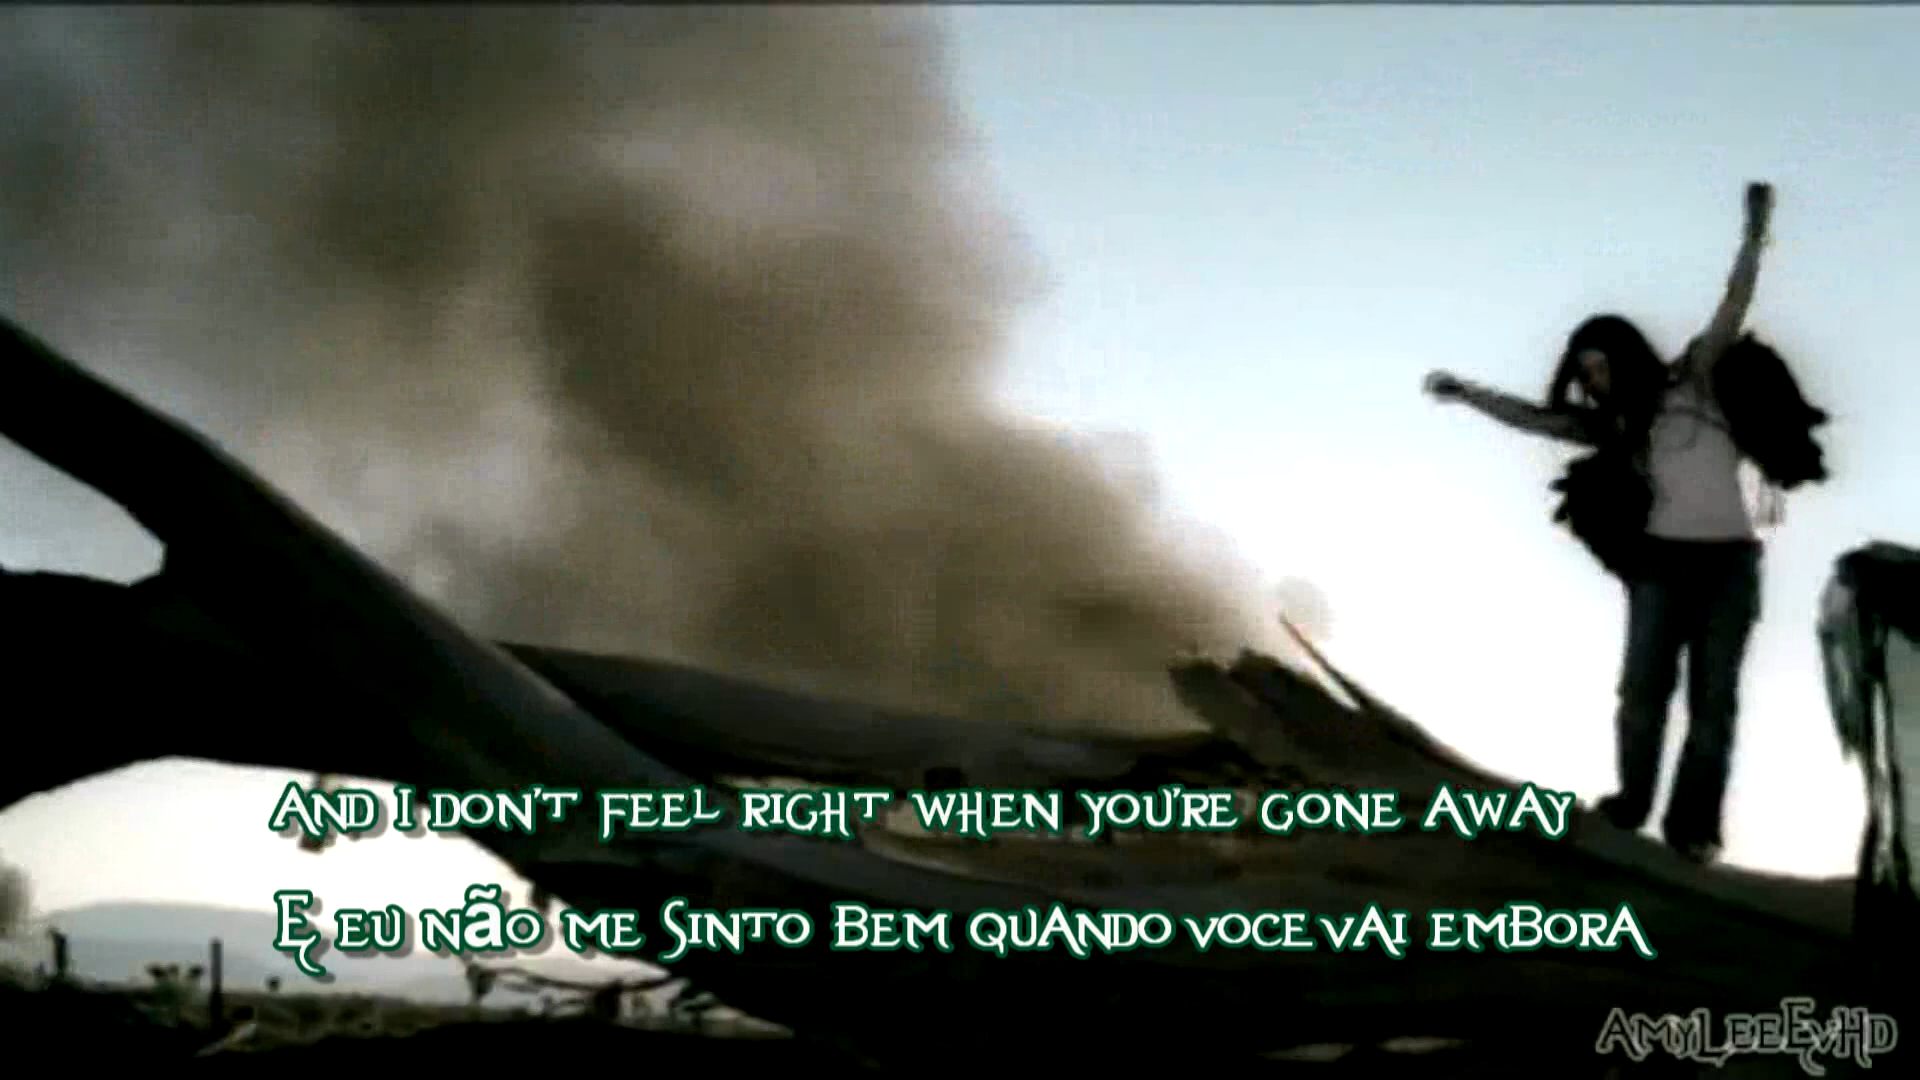 And I don't feel right when you're gone away
E eu não me sinto bem quando voce vai embora
AmyLeeEvHD